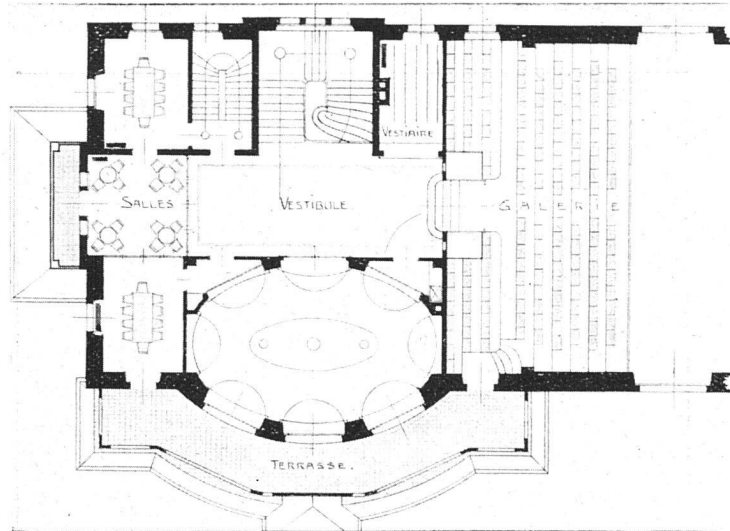 VESTIAIRE
SALLES
VESTIBULE.
GALERIE
TERRASSE.